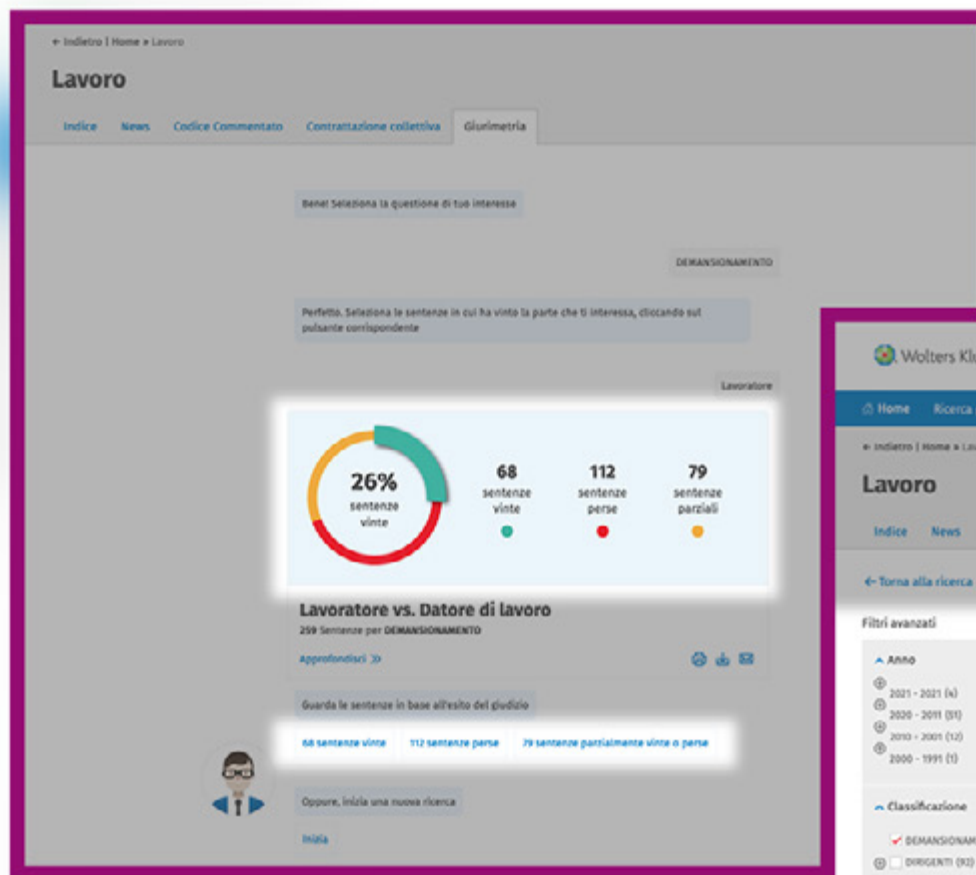 ← Indietro | Home » Lavoro
Lavoro
Indice News Codice Commentato Contrattazione collettiva Giurimetria
Bene! Seleziona la questione di tuo interesse
DEMANSIONAMENTO
Perfetto. Seleziona le sentenze in cui ha vinto la parte che ti interessa, cliccando sul
pulsante corrispondente
Lavoratore
26%
sentenze
vinte
68
sentenze
vinte
112
sentenze
perse
79
sentenze
parziali
Lavoratore vs. Datore di lavoro
259 Sentenze per DEMANSIONAMENTO
Approfondisci »
Guarda le sentenze in base all'esito del giudizio
68 sentenze vinte 112 sentenze perse 79 sentenze parzialmente vinte o perse
Oppure, inizia una nuova ricerca
Inizia
Wolters Klu
Home Ricerca
← Indietro | Home » Lav
Lavoro
Indice News
← Torna alla ricerca
Filtri avanzati
Anno
2021 - 2021 (4)
2020 - 2011 (51)
2010 - 2001 (12)
2000 - 1991 (1)
Classificazione
DEMANSIONAM
DIRIGENTI (92)